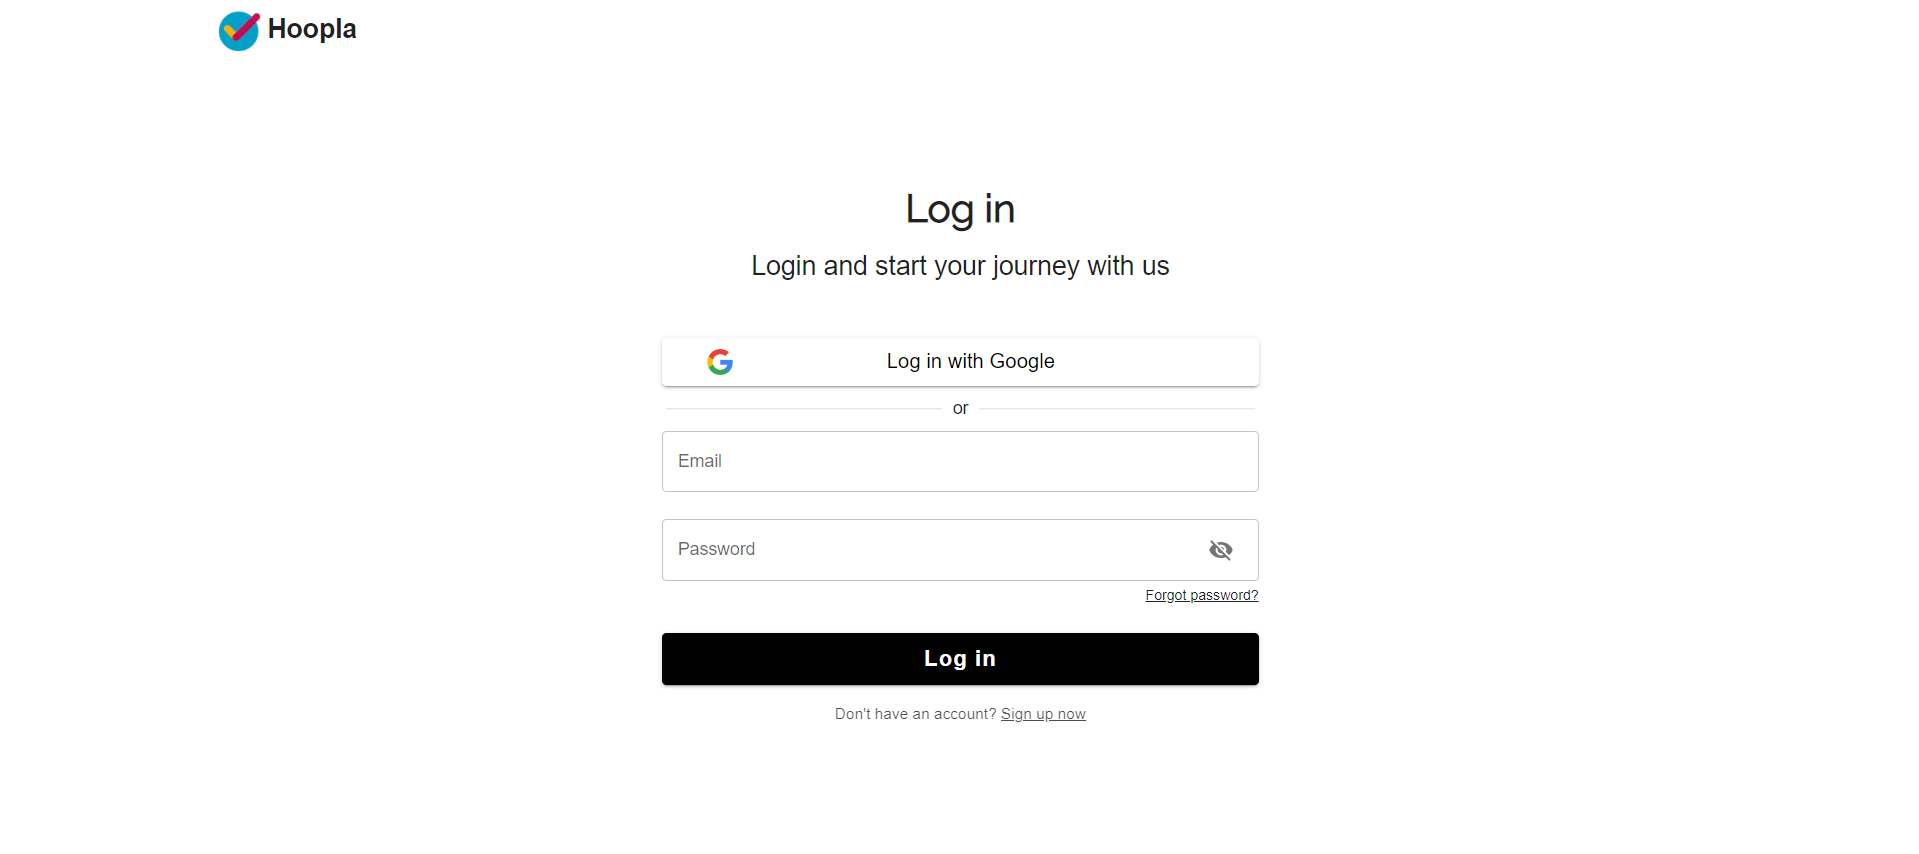 Hoopla
Log in
Login and start your journey with us
Log in with Google
or
Email
Password
Forgot password?
Log in
Don't have an account? Sign up now